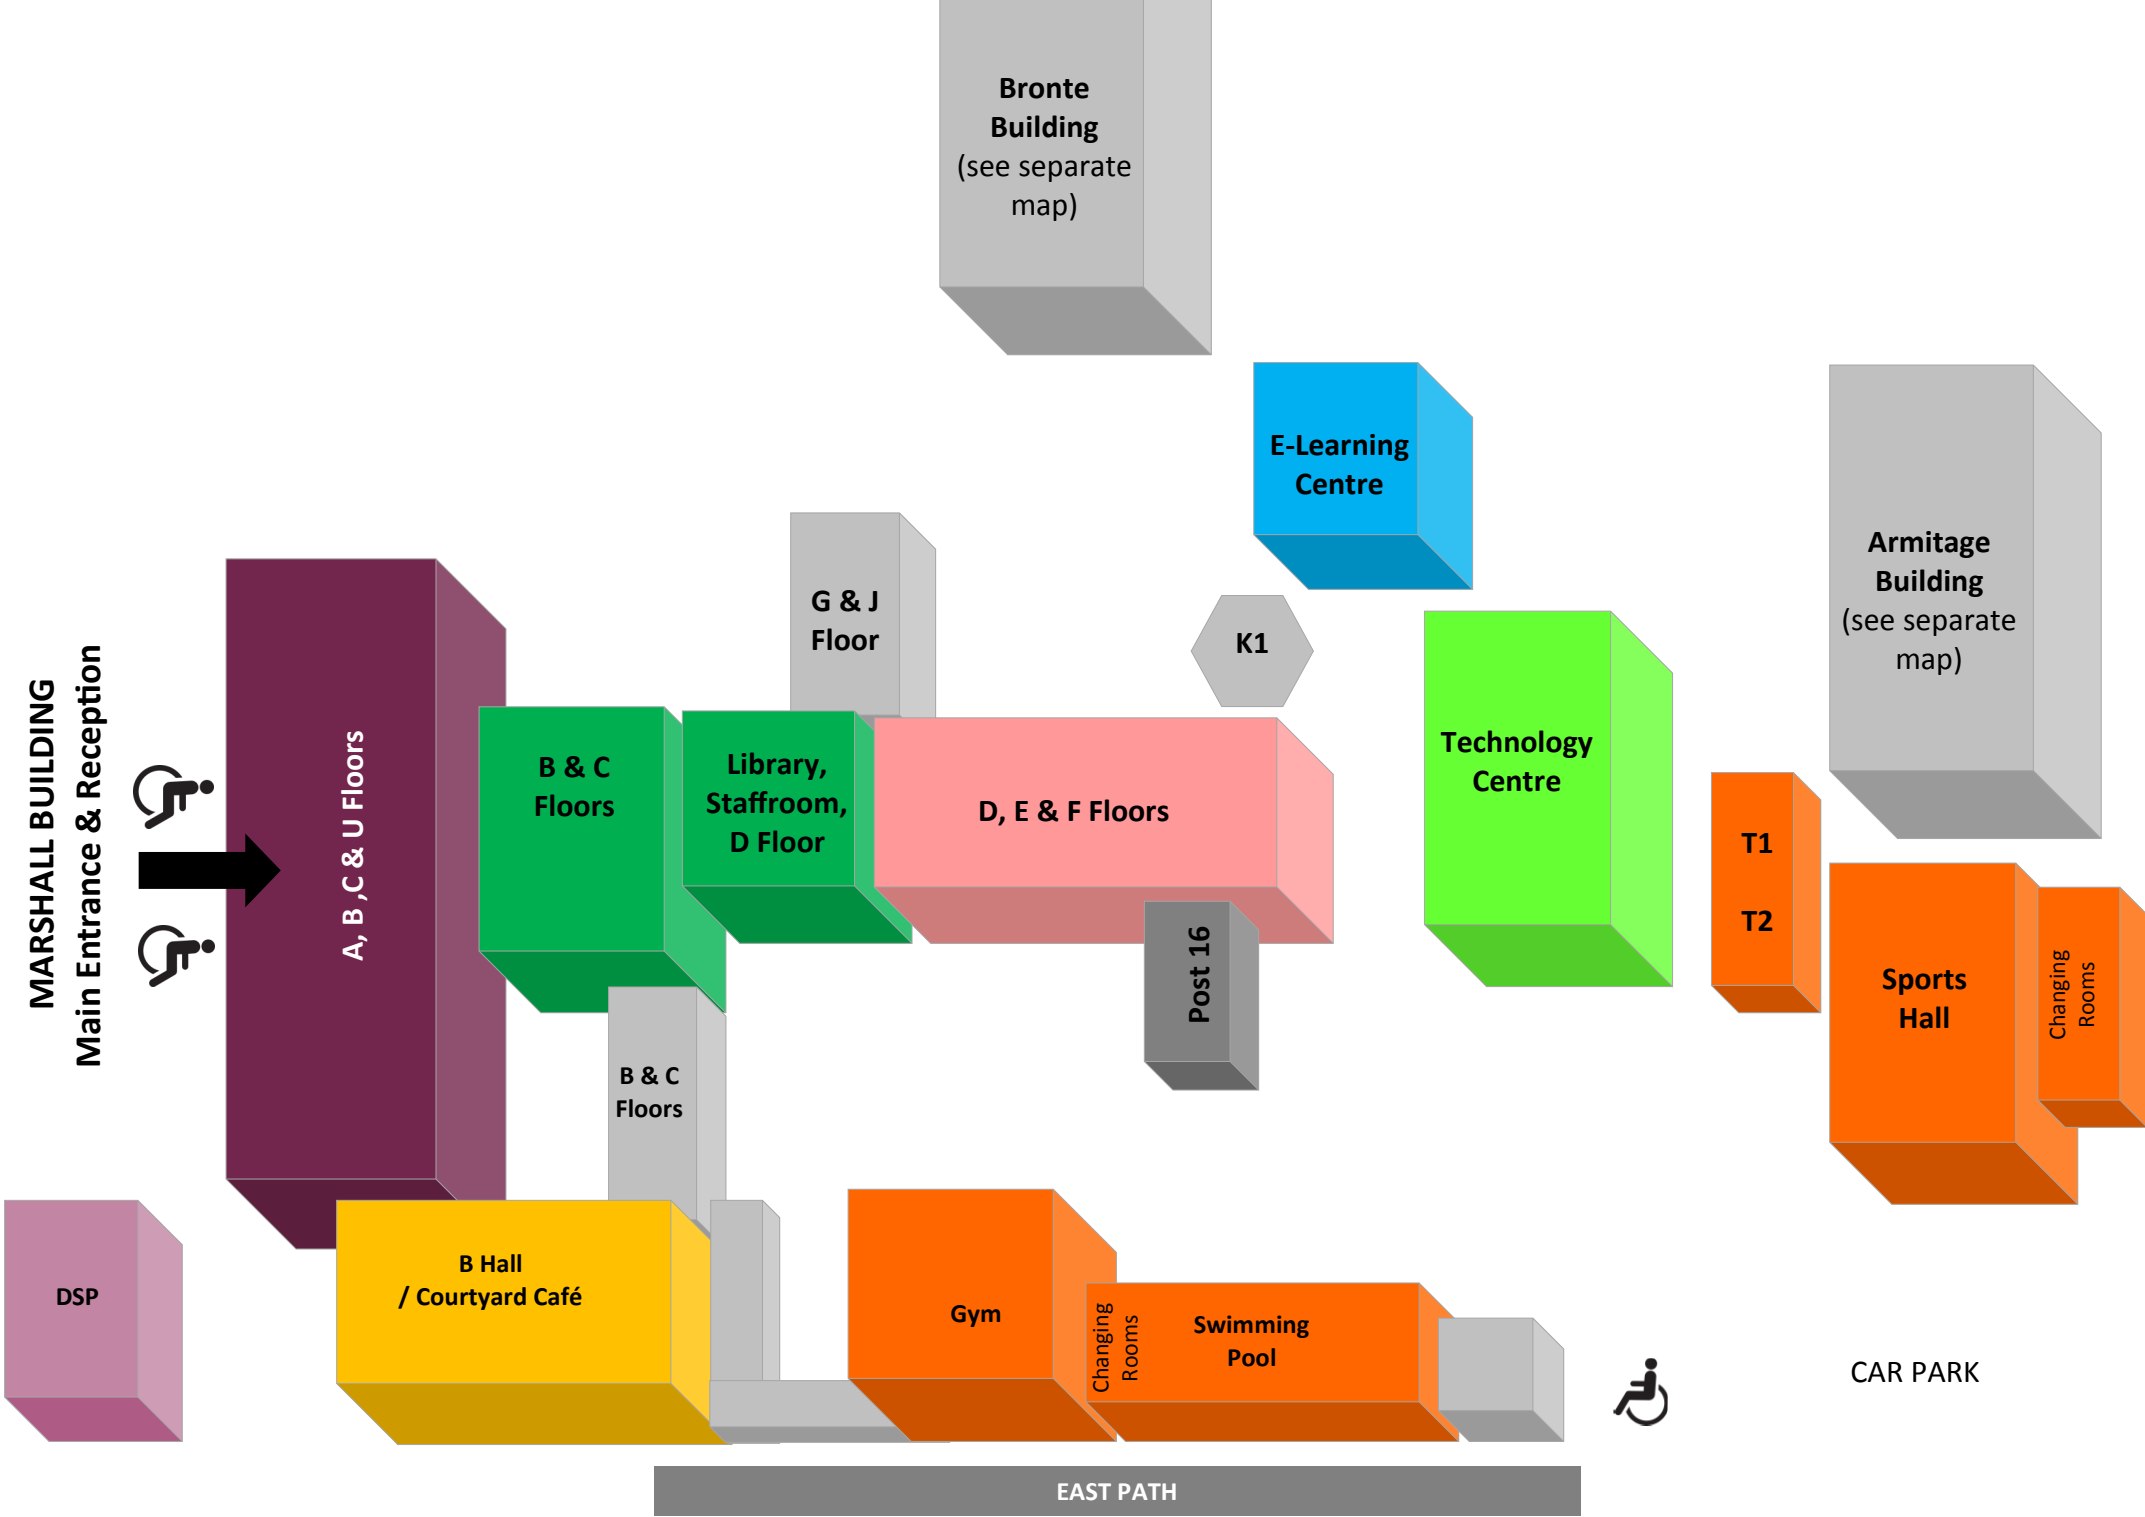 Bronte
Building
(see separate
map)
E-Learning
Centre
Armitage
Building
(see separate
map)
G & J
Floor
K1
MARSHALL BUILDING
Main Entrance & Reception
A, B ,C & U Floors
B & C
Floors
Library,
Staffroom,
D Floor
D, E & F Floors
Technology
Centre
T1
T2
Post 16
Sports
Hall
Changing
Rooms
B & C
Floors
DSP
B Hall
/ Courtyard Café
Gym
Changing
Rooms
Swimming
Pool
CAR PARK
EAST PATH